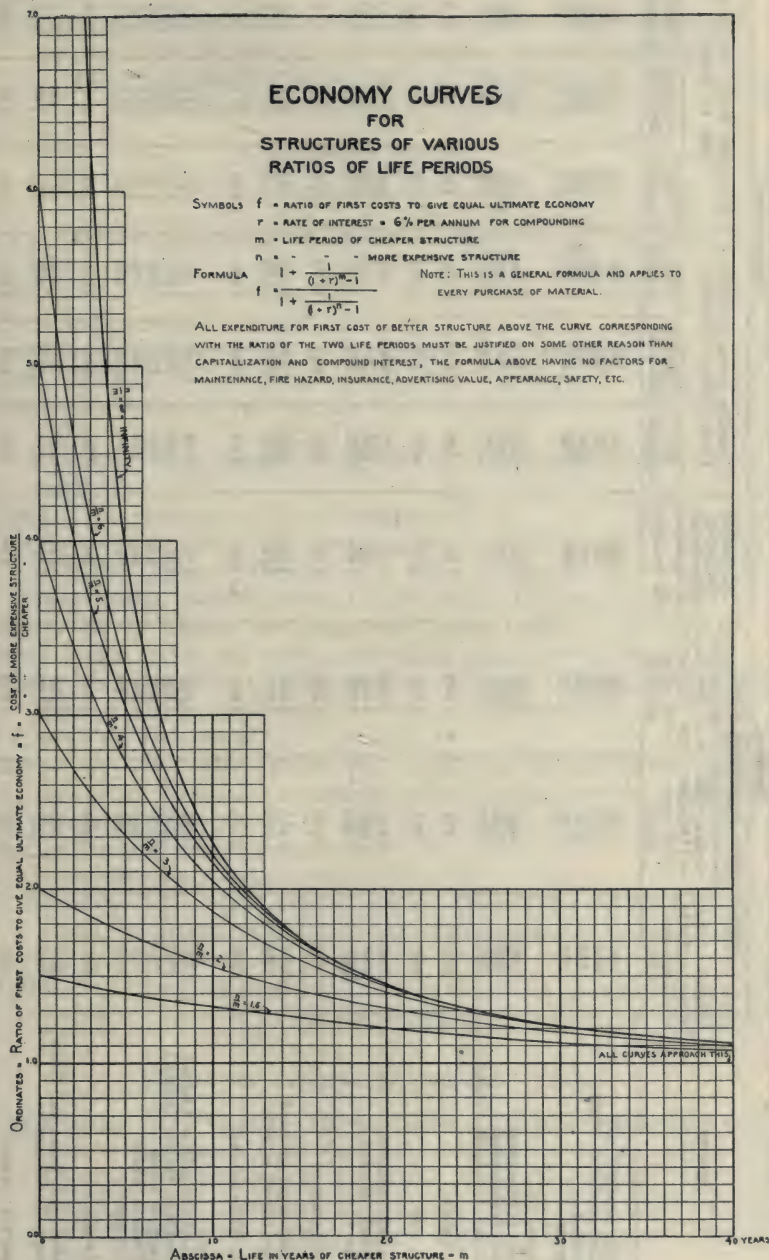 ECONOMY CURVES
FOR
STRUCTURES OF VARIOUS
RATIOS OF LIFE PERIODS
SYMBOLS f = RATIO OF FIRST COSTS TO GIVE EQUAL ULTIMATE ECONOMY
r = RATE OF INTEREST = 6% PER ANNUM FOR COMPOUNDING
m = LIFE PERIOD OF CHEAPER STRUCTURE
n = - - - MORE EXPENSIVE STRUCTURE
FORMULA f = (1 + 1/((1+r)^m-1)) / (1 + 1/((1+r)^n-1))
NOTE: THIS IS A GENERAL FORMULA AND APPLIES TO
EVERY PURCHASE OF MATERIAL.
ALL EXPENDITURE FOR FIRST COST OF BETTER STRUCTURE ABOVE THE CURVE CORRESPONDING
WITH THE RATIO OF THE TWO LIFE PERIODS MUST BE JUSTIFIED ON SOME OTHER REASON THAN
CAPITALLIZATION AND COMPOUND INTEREST, THE FORMULA ABOVE HAVING NO FACTORS FOR
MAINTENANCE, FIRE HAZARD, INSURANCE, ADVERTISING VALUE, APPEARANCE, SAFETY, ETC.
7.0
6.0
5.0
4.0
3.0
2.0
1.0
0.0
n/m = INFINITY
n/m = 6
n/m = 5
n/m = 4
n/m = 3
n/m = 2
n/m = 1.5
ALL CURVES APPROACH THIS
ORDINATES = RATIO OF FIRST COSTS TO GIVE EQUAL ULTIMATE ECONOMY = f = COST OF MORE EXPENSIVE STRUCTURE
" " CHEAPER "
0 10 20 30 40 YEARS
ABSCISSA = LIFE IN YEARS OF CHEAPER STRUCTURE = m